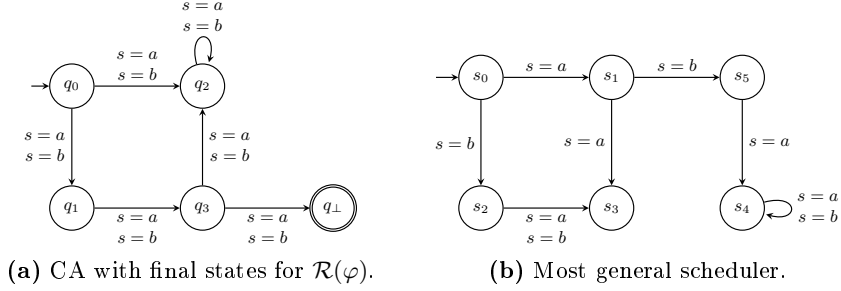 s = a
s = b
q₀
s = a
s = b
q₂
s = a
s = b
s = a
s = b
q₁
s = a
s = b
q₃
s = a
s = b
q⊥
(a) CA with final states for R(φ).
s₀
s = a
s₁
s = b
s₅
s = b
s = a
s = a
s₂
s = a
s = b
s₃
s₄
s = a
s = b
(b) Most general scheduler.